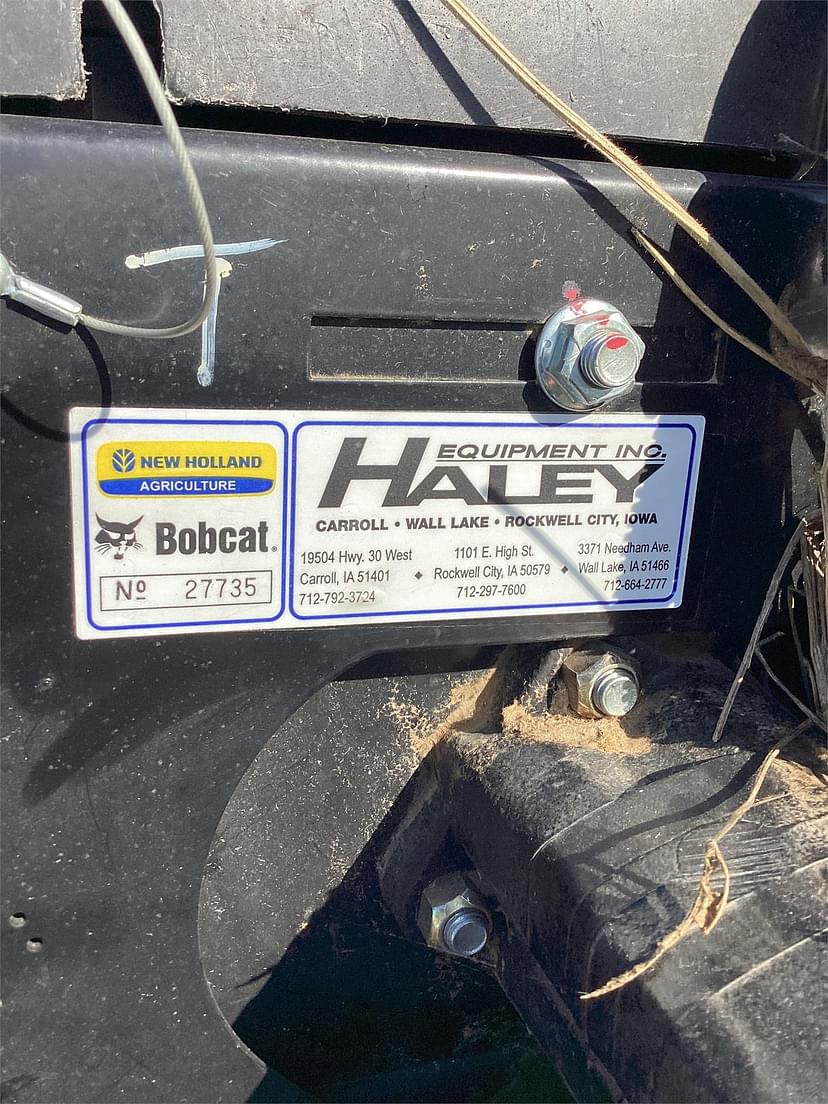 NEW HOLLAND
AGRICULTURE
Bobcat®
Nº 27735
HALEY EQUIPMENT INC.
CARROLL • WALL LAKE • ROCKWELL CITY, IOWA
19504 Hwy. 30 West
Carroll, IA 51401
712-792-3724
◆
1101 E. High St.
Rockwell City, IA 50579
712-297-7600
◆
3371 Needham Ave.
Wall Lake, IA 51466
712-664-2777